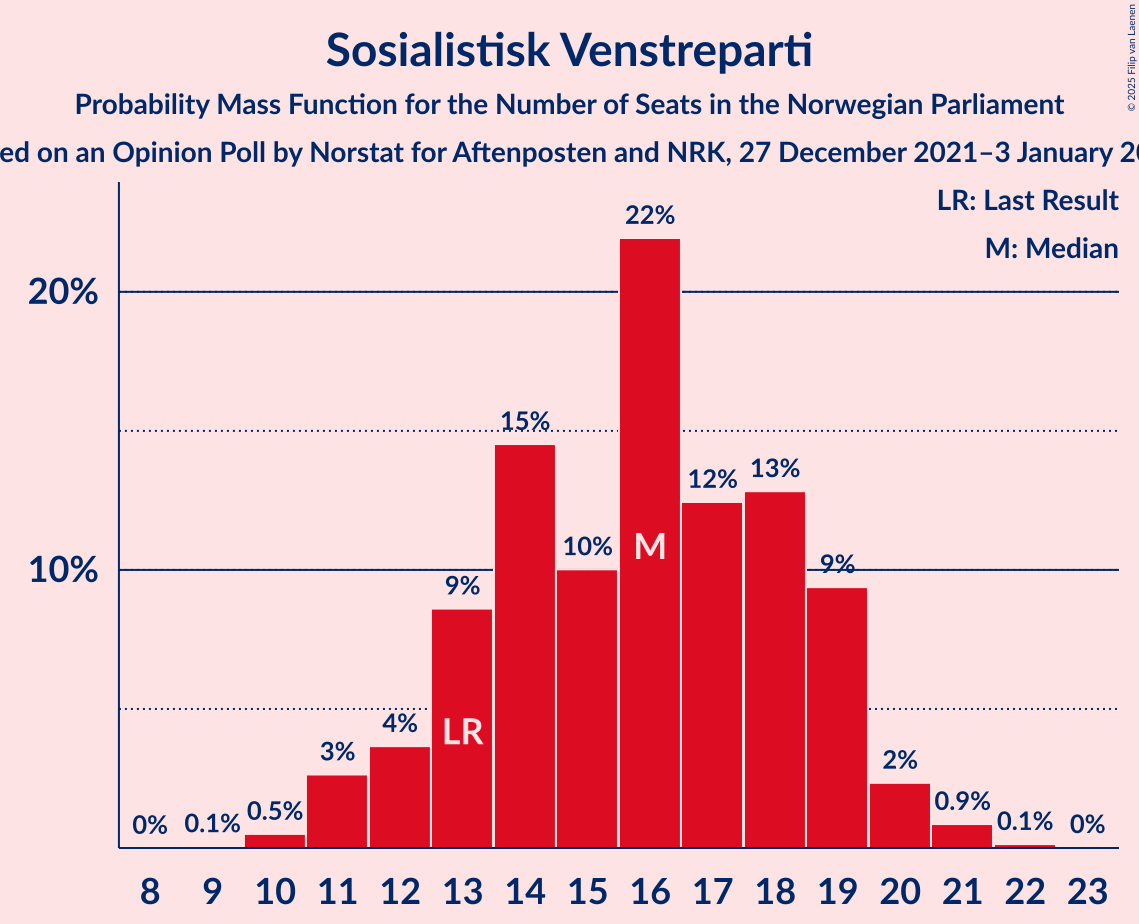 © 2025 Filip van Laenen
Sosialistisk Venstreparti
Probability Mass Function for the Number of Seats in the Norwegian Parliament
on an Opinion Poll by Norstat for Aftenposten and NRK, 27 December 2021–3 January
LR: Last Result
M: Median
22%
20%
15%
13%
12%
10%
M
10%
9%
9%
LR
4%
3%
2%
0.5%
0.9%
0%
0.1%
0.1%
0%
8 9 10 11 12 13 14 15 16 17 18 19 20 21 22 23